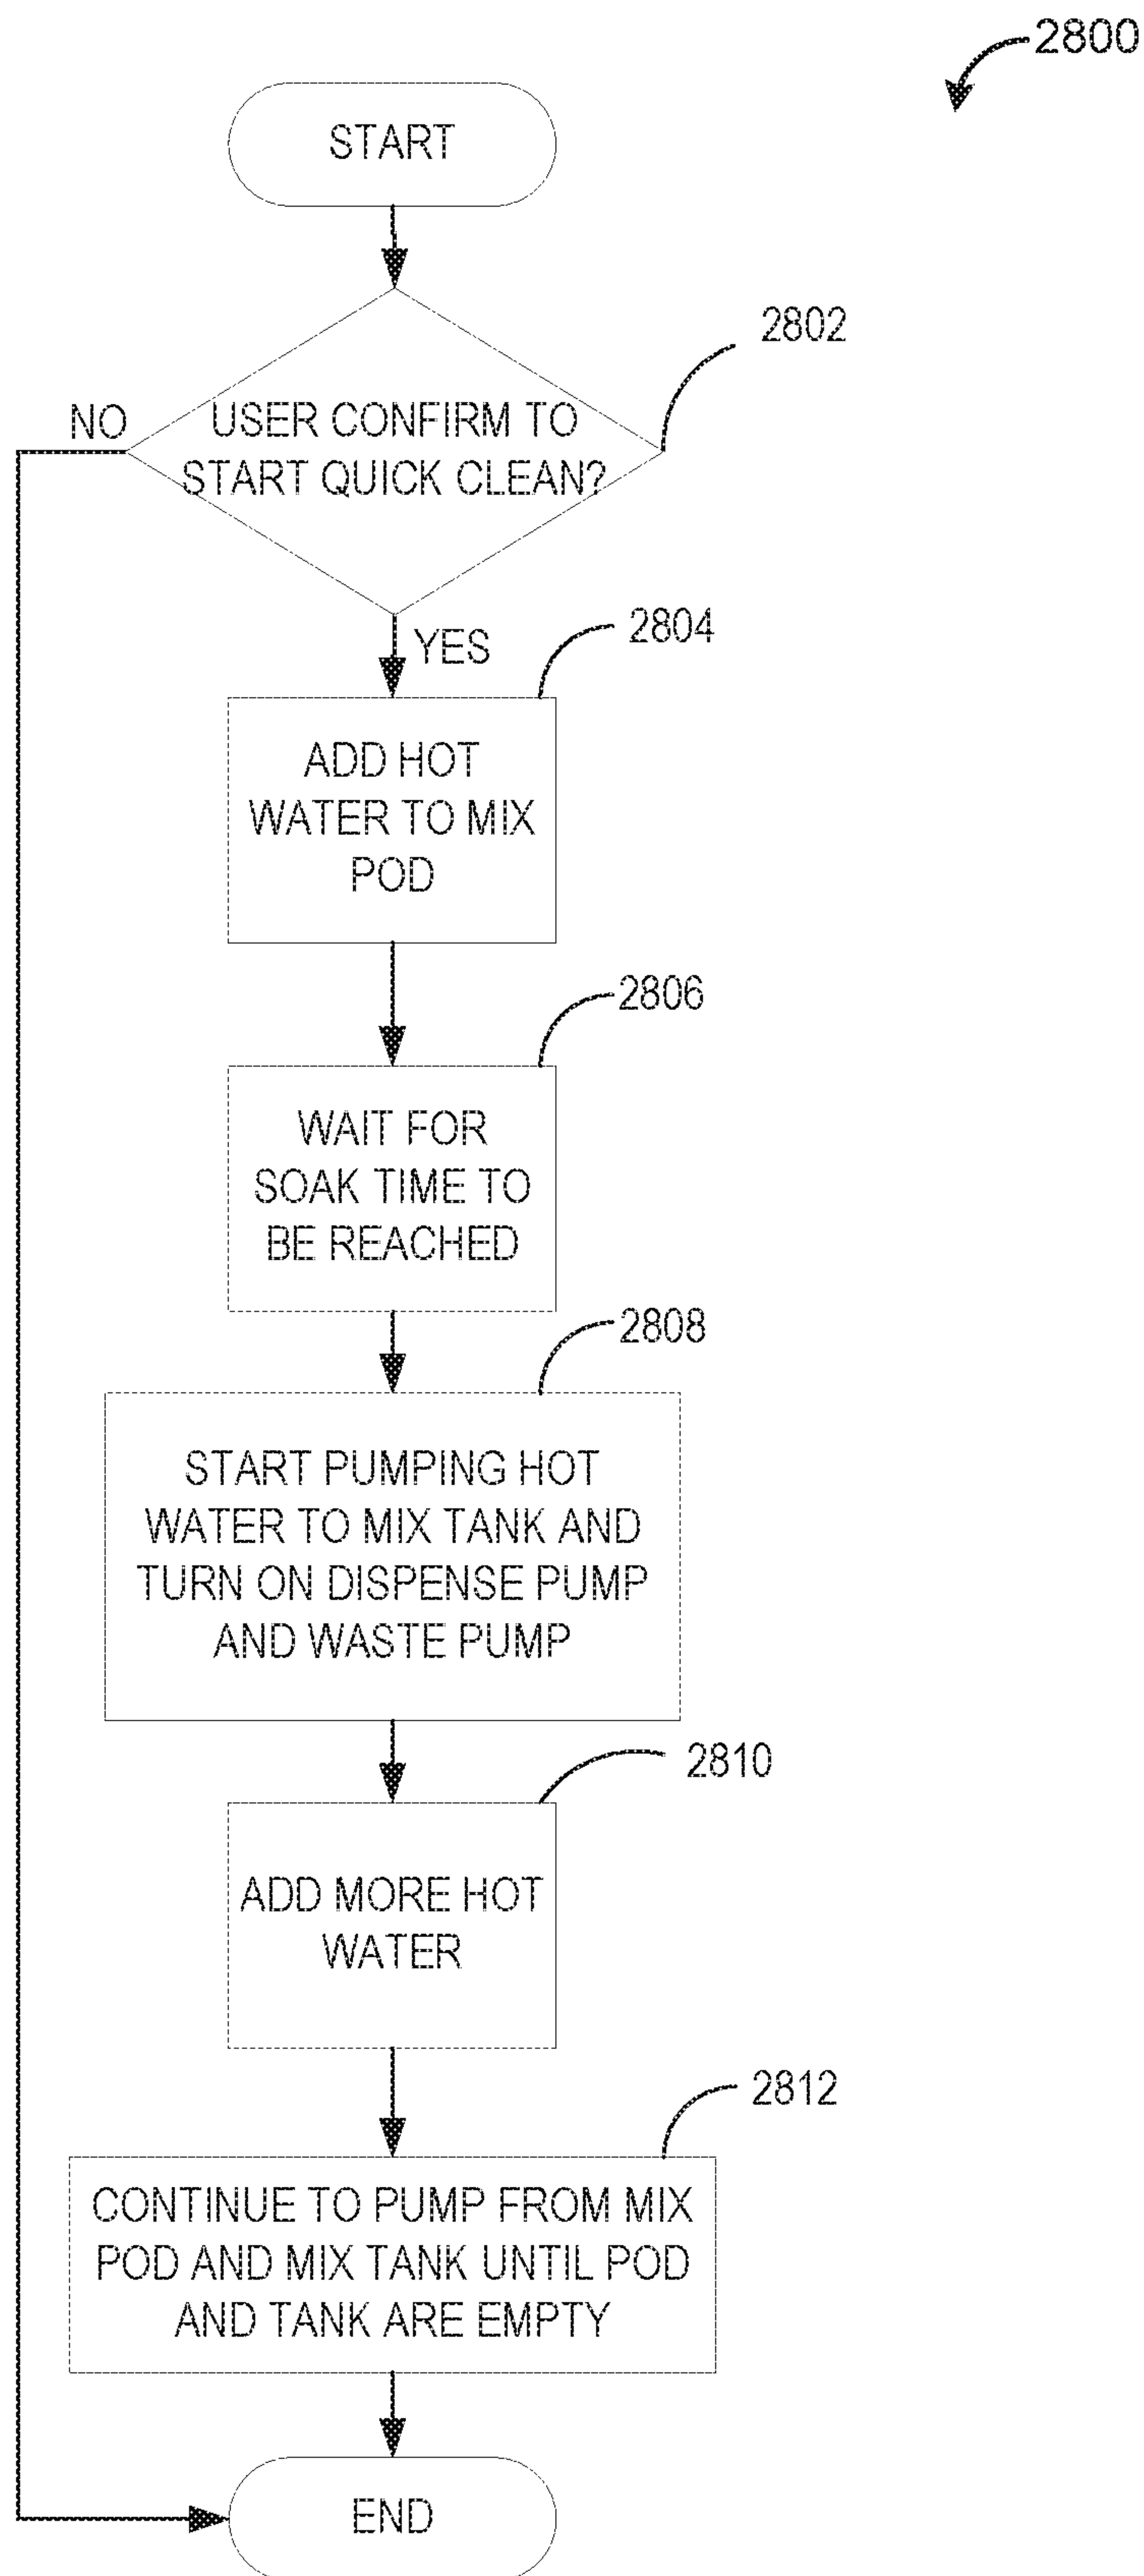 2800
START
2802
NO
USER CONFIRM TO
START QUICK CLEAN?
2804
YES
ADD HOT
WATER TO MIX
POD
2806
WAIT FOR
SOAK TIME TO
BE REACHED
2808
START PUMPING HOT
WATER TO MIX TANK AND
TURN ON DISPENSE PUMP
AND WASTE PUMP
2810
ADD MORE HOT
WATER
2812
CONTINUE TO PUMP FROM MIX
POD AND MIX TANK UNTIL POD
AND TANK ARE EMPTY
END